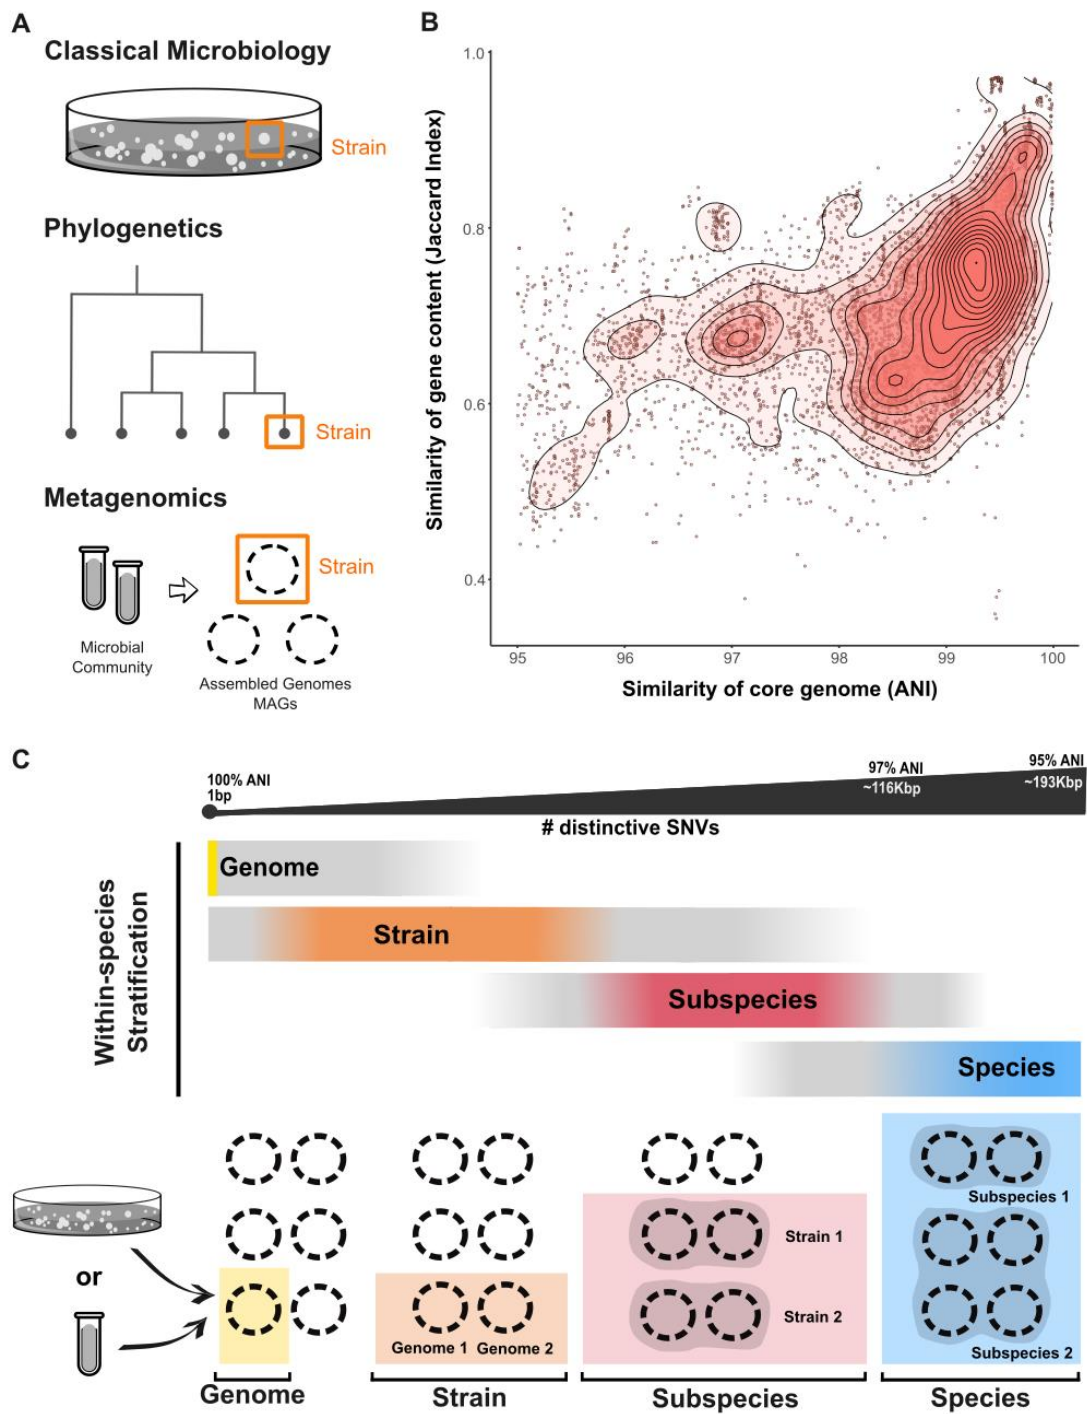 A
Classical Microbiology
Strain
Phylogenetics
Strain
Metagenomics
Strain
Microbial
Community
Assembled Genomes
MAGs
B
Similarity of gene content (Jaccard Index)
1.0
0.8
0.6
0.4
95 96 97 98 99 100
Similarity of core genome (ANI)
C
100% ANI
1bp
97% ANI
~116Kbp
95% ANI
~193Kbp
# distinctive SNVs
Within-species
Stratification
Genome
Strain
Subspecies
Species
or
Genome 1 Genome 2
Strain 1
Strain 2
Subspecies 1
Subspecies 2
Genome
Strain
Subspecies
Species